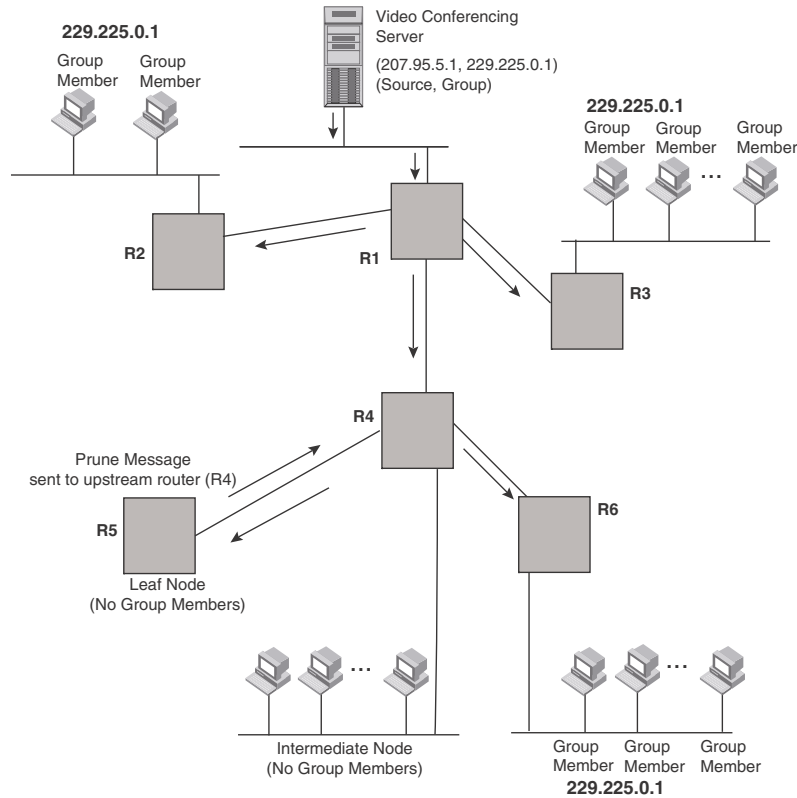 229.225.0.1
Group
Member
Group
Member
Video Conferencing
Server
(207.95.5.1, 229.225.0.1)
(Source, Group)
229.225.0.1
Group
Member
Group
Member
...
Group
Member
R2
R1
R3
R4
Prune Message
sent to upstream router (R4)
R5
R6
Leaf Node
(No Group Members)
...
Intermediate Node
(No Group Members)
...
Group
Member
Group
Member
Group
Member
229.225.0.1